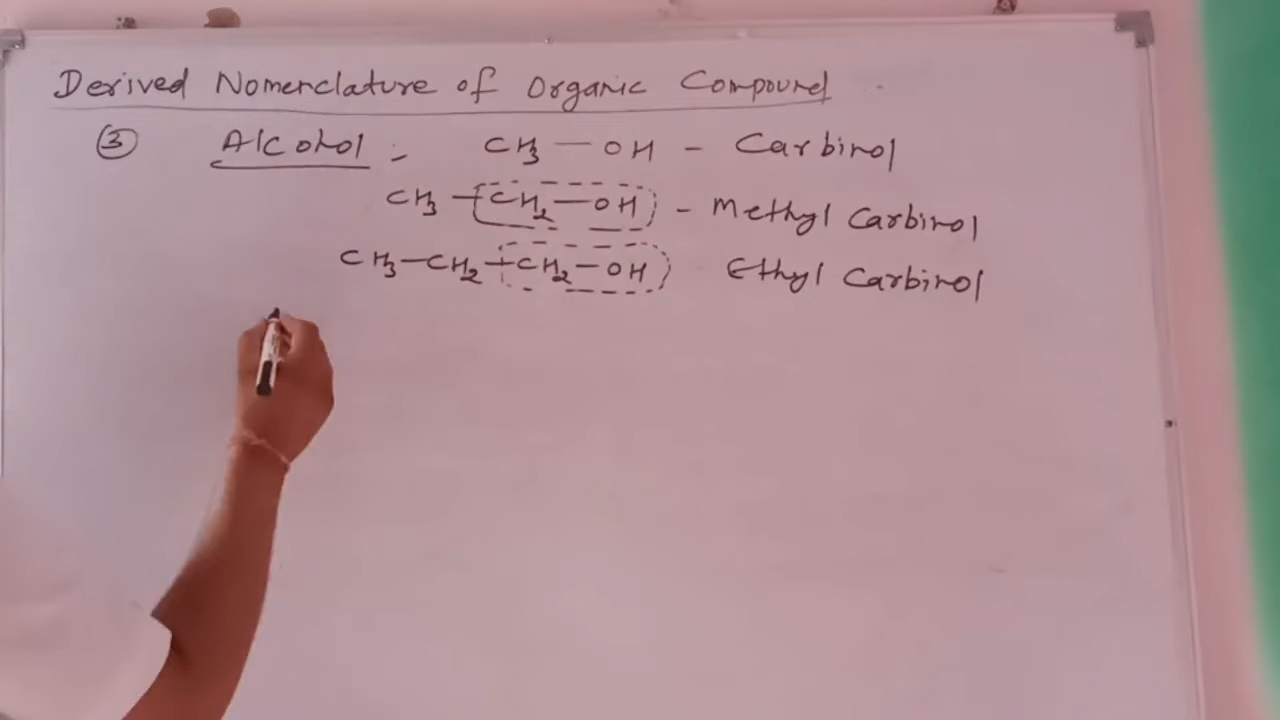 Derived Nomenclature of Organic Compound
③ Alcohol :- CH₃—OH - Carbinol
CH₃—CH₂—OH - Methyl Carbinol
CH₃—CH₂—CH₂—OH Ethyl Carbinol